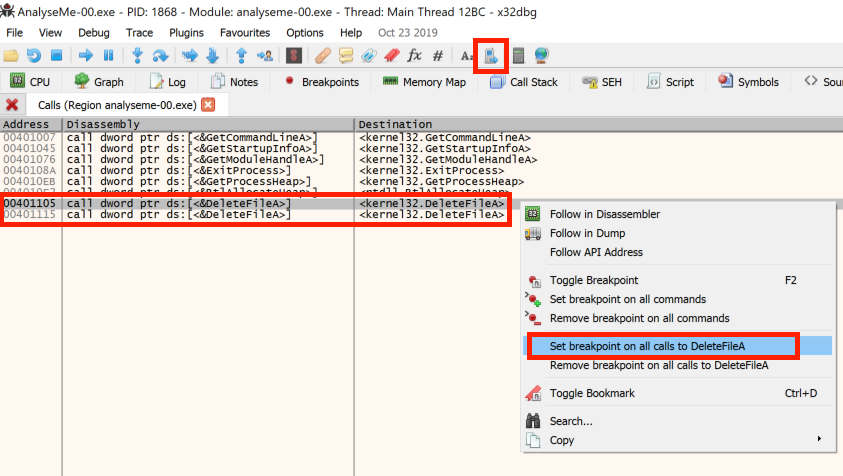 AnalyseMe-00.exe - PID: 1868 - Module: analyseme-00.exe - Thread: Main Thread 12BC - x32dbg
File View Debug Trace Plugins Favourites Options Help Oct 23 2019
CPU Graph Log Notes Breakpoints Memory Map Call Stack SEH Script Symbols Sou
Calls (Region analyseme-00.exe)
Address Disassembly Destination
00401007 call dword ptr ds:[<&GetCommandLineA>] <kernel32.GetCommandLineA>
00401045 call dword ptr ds:[<&GetStartupInfoA>] <kernel32.GetStartupInfoA>
00401076 call dword ptr ds:[<&GetModuleHandleA>] <kernel32.GetModuleHandleA>
0040108A call dword ptr ds:[<&ExitProcess>] <kernel32.ExitProcess>
004010EB call dword ptr ds:[<&GetProcessHeap>] <kernel32.GetProcessHeap>
call dword ptr ds:[<&RtlAllocateHeap>] <ntdll.RtlAllocateHeap>
00401105 call dword ptr ds:[<&DeleteFileA>] <kernel32.DeleteFileA>
00401115 call dword ptr ds:[<&DeleteFileA>] <kernel32.DeleteFileA>
Follow in Disassembler
Follow in Dump
Follow API Address
Toggle Breakpoint F2
Set breakpoint on all commands
Remove breakpoint on all commands
Set breakpoint on all calls to DeleteFileA
Remove breakpoint on all calls to DeleteFileA
Toggle Bookmark Ctrl+D
Search...
Copy